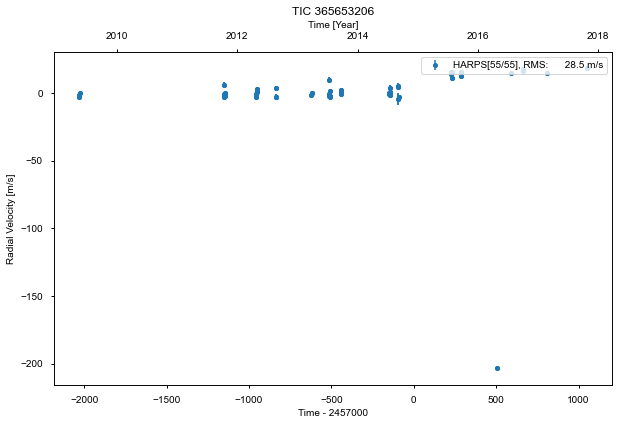 TIC 365653206
Time [Year]
2010 2012 2014 2016 2018
HARPS[55/55], RMS: 28.5 m/s
Radial Velocity [m/s]
0
−50
−100
−150
−200
−2000 −1500 −1000 −500 0 500 1000
Time - 2457000